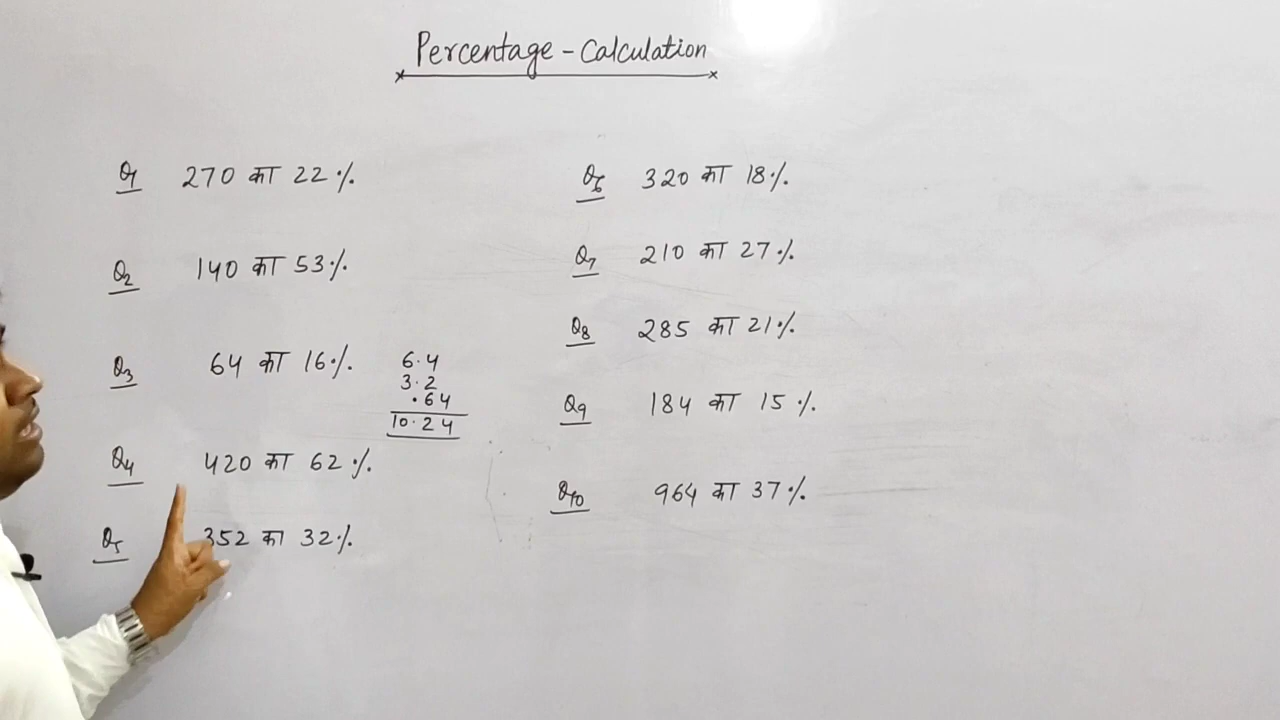 Percentage - Calculation
Q1 270 का 22%
Q2 140 का 53%
Q3 64 का 16%
6.4
3.2
.64
10.24
Q4 420 का 62%
Q5 352 का 32%
Q6 320 का 18%
Q7 210 का 27%
Q8 285 का 21%
Q9 184 का 15%
Q10 964 का 37%